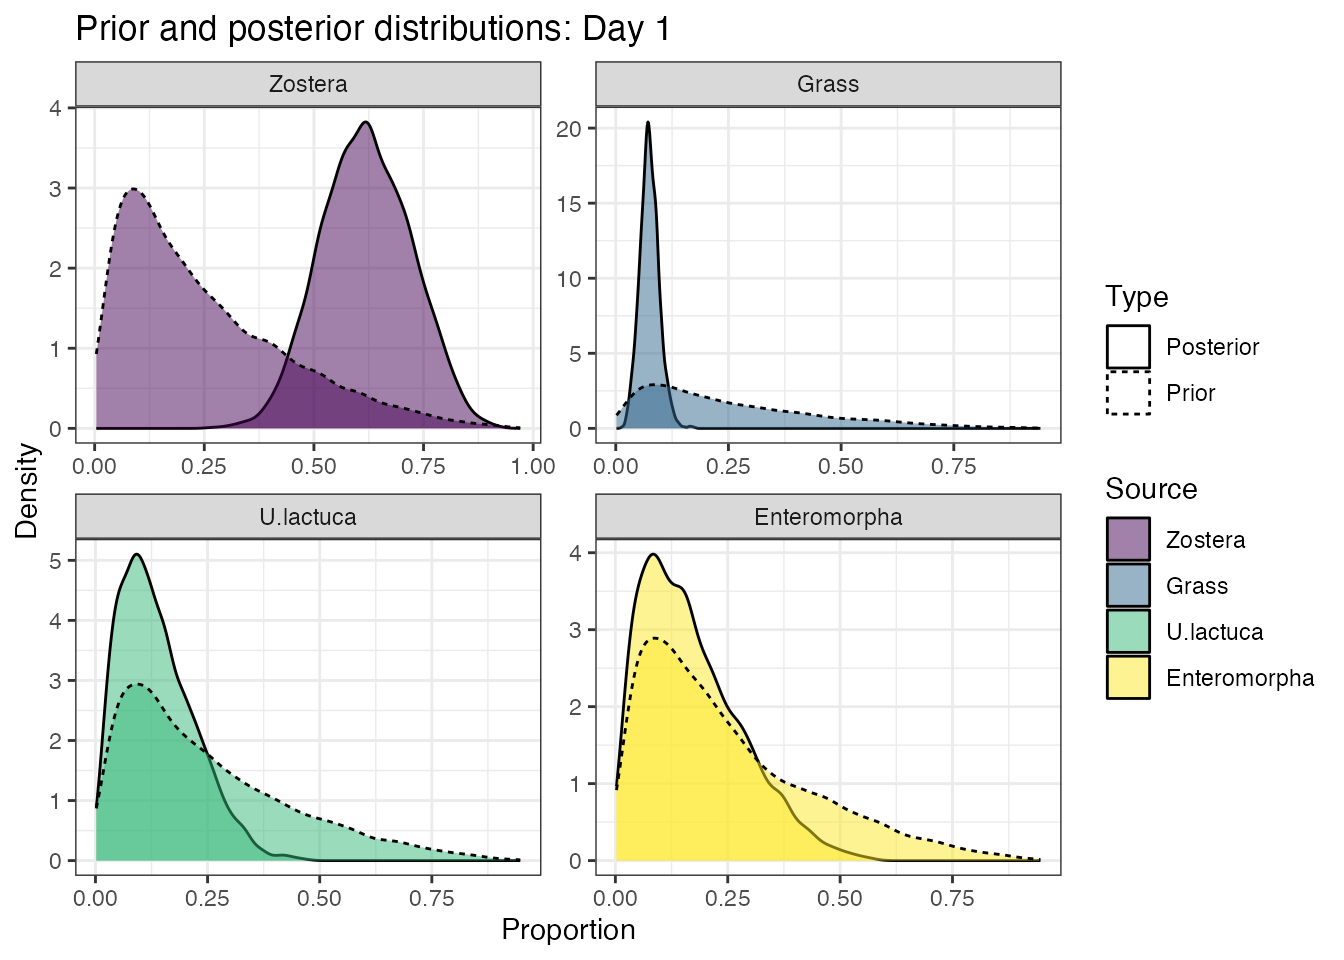 Prior and posterior distributions: Day 1
Zostera
Grass
4
3
2
1
0
20
15
10
5
0
0.00 0.25 0.50 0.75 1.00
0.00 0.25 0.50 0.75
U.lactuca
Enteromorpha
5
4
3
2
1
0
4
3
2
1
0
0.00 0.25 0.50 0.75
0.00 0.25 0.50 0.75
Density
Proportion
Type
Posterior
Prior
Source
Zostera
Grass
U.lactuca
Enteromorpha